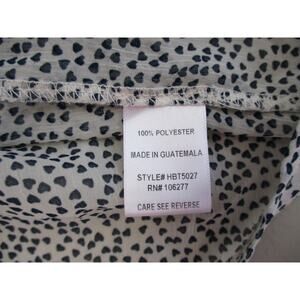 100% POLYESTER
MADE IN GUATEMALA
STYLE# HBT5027
RN# 106277
CARE SEE REVERSE